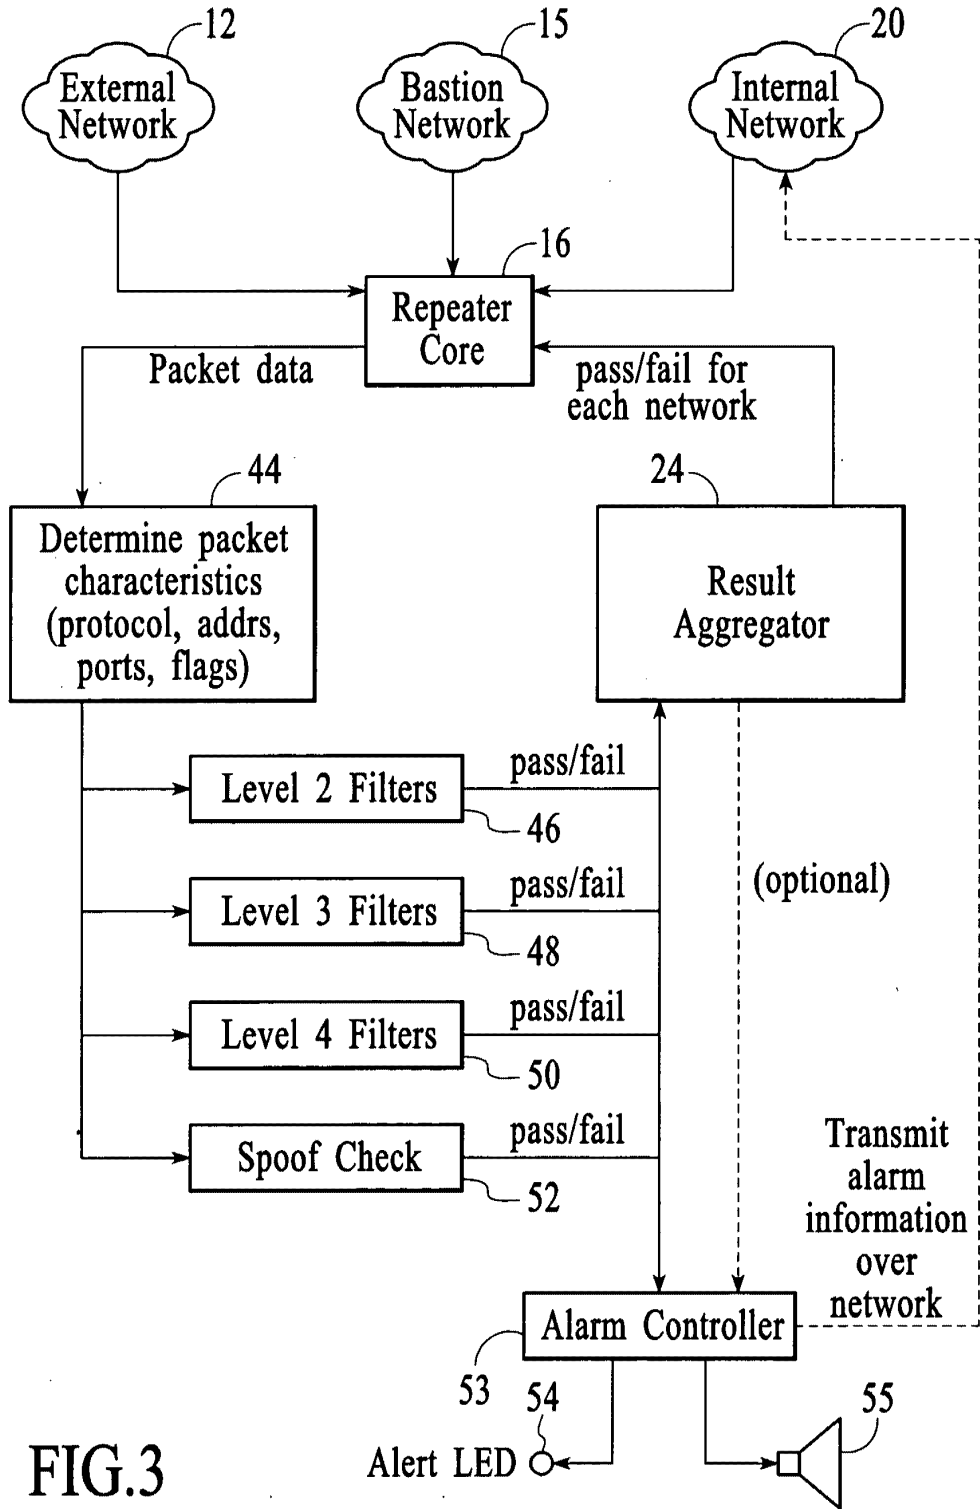 12
15
20
External
Network
Bastion
Network
Internal
Network
16
Repeater
Core
Packet data
pass/fail for
each network
44
24
Determine packet
characteristics
(protocol, addrs,
ports, flags)
Result
Aggregator
Level 2 Filters
pass/fail
46
Level 3 Filters
pass/fail
48
(optional)
Level 4 Filters
pass/fail
50
Spoof Check
pass/fail
52
Transmit
alarm
information
over
network
Alarm Controller
53
54
55
Alert LED
FIG.3